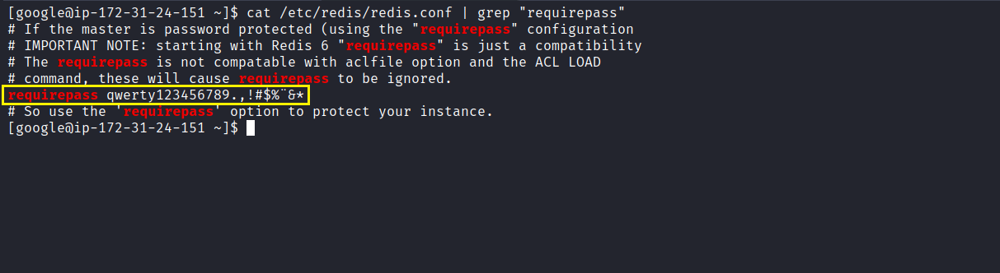 [google@ip-172-31-24-151 ~]$ cat /etc/redis/redis.conf | grep "requirepass"
# If the master is password protected (using the "requirepass" configuration
# IMPORTANT NOTE: starting with Redis 6 "requirepass" is just a compatibility
# The requirepass is not compatable with aclfile option and the ACL LOAD
# command, these will cause requirepass to be ignored.
requirepass qwerty123456789.,!#$%¨&*
# So use the 'requirepass' option to protect your instance.
[google@ip-172-31-24-151 ~]$